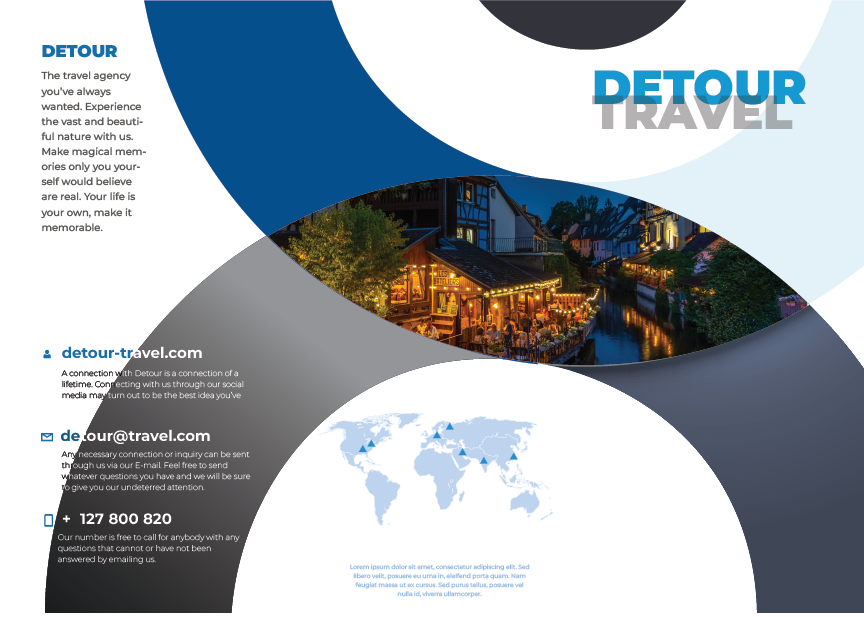 DETOUR
The travel agency
you've always
wanted. Experience
the vast and beauti-
ful nature with us.
Make magical mem-
ories only you your-
self would believe
are real. Your life is
your own, make it
memorable.
DETOUR
TRAVEL
detour-travel.com
A connection with Detour is a connection of a
lifetime. Connecting with us through our social
media may turn out to be the best idea you've
detour@travel.com
Any necessary connection or inquiry can be sent
through us via our E-mail. Feel free to send
whatever questions you have and we will be sure
to give you our undeterred attention.
+ 127 800 820
Our number is free to call for anybody with any
questions that cannot or have not been
answered by emailing us.
Lorem ipsum dolor sit amet, consectetur adipiscing elit. Sed
libero velit, posuere eu urna in, eleifend porta quam. Nam
feugiat massa ut ex cursus. Sed purus tellus, posuere vel
nulla id, viverra ullamcorper.